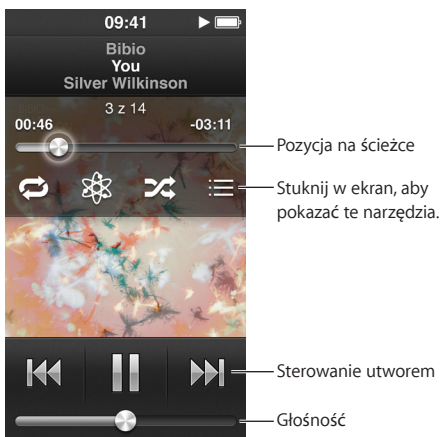 09:41
Bibio
You
Silver Wilkinson
3 z 14
00:46
-03:11
Pozycja na ścieżce
Stuknij w ekran, aby
pokazać te narzędzia.
Sterowanie utworem
Głośność